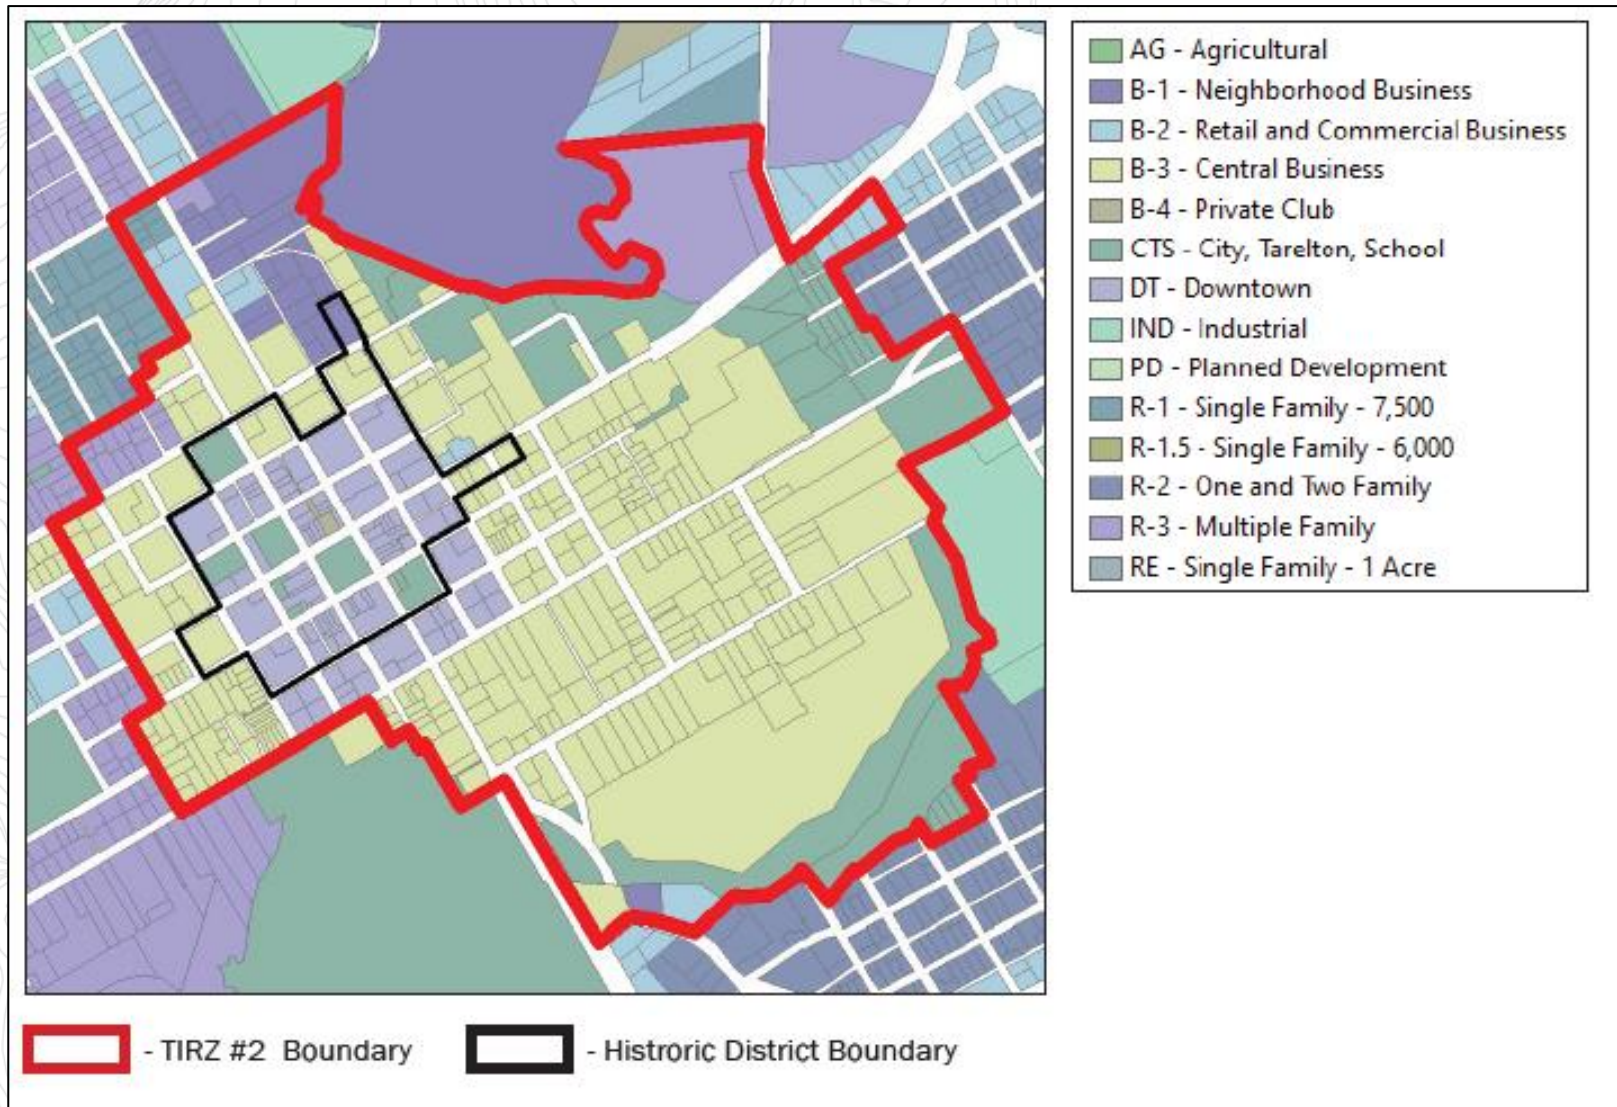 AG - Agricultural
B-1 - Neighborhood Business
B-2 - Retail and Commercial Business
B-3 - Central Business
B-4 - Private Club
CTS - City, Tarelton, School
DT - Downtown
IND - Industrial
PD - Planned Development
R-1 - Single Family - 7,500
R-1.5 - Single Family - 6,000
R-2 - One and Two Family
R-3 - Multiple Family
RE - Single Family - 1 Acre
- TIRZ #2 Boundary
- Histroric District Boundary